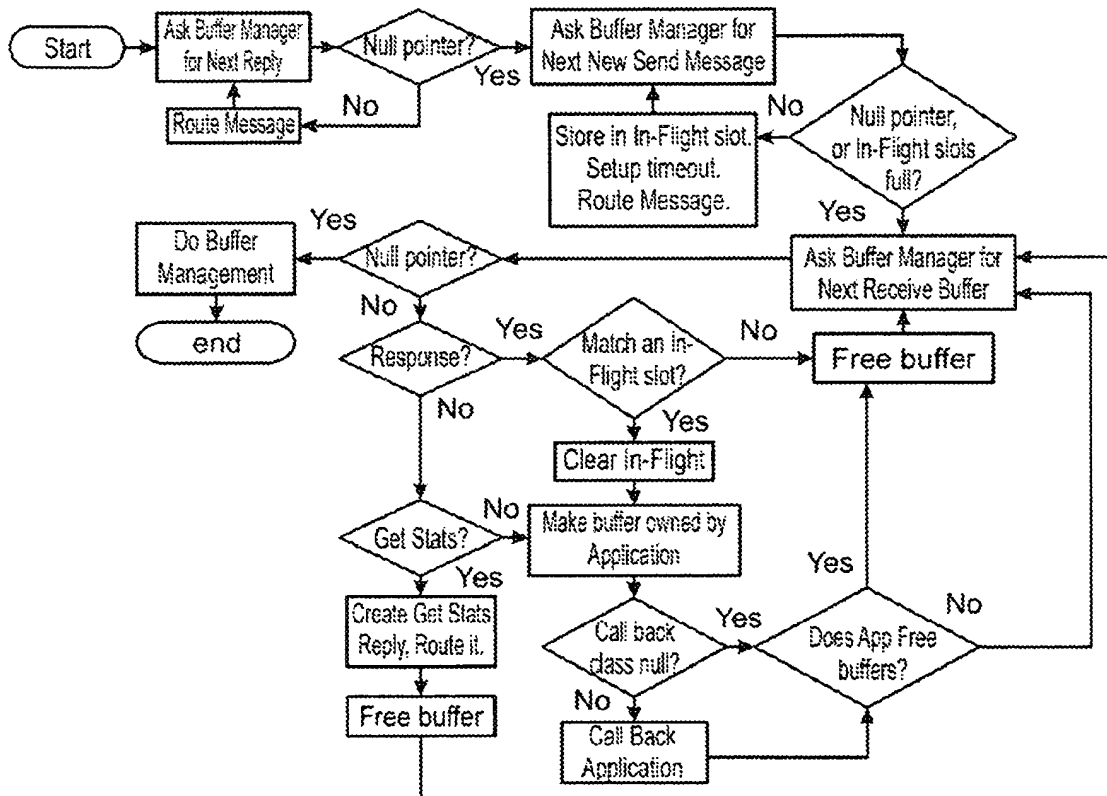 Start
Ask Buffer Manager
for Next Reply
Null pointer?
Yes
No
Route Message
Ask Buffer Manager for
Next New Send Message
No
Store in In-Flight slot.
Setup timeout.
Route Message.
Null pointer,
or In-Flight slots
full?
Yes
Do Buffer
Management
Yes
Null pointer?
Ask Buffer Manager for
Next Receive Buffer
No
end
Response?
Yes
Match an in-
Flight slot?
No
Free buffer
No
Yes
Clear In-Flight
Get Stats?
No
Make buffer owned by
Application
Yes
Yes
Create Get Stats
Reply, Route it.
Call back
class null?
Yes
Does App Free
buffers?
No
Free buffer
No
Call Back
Application